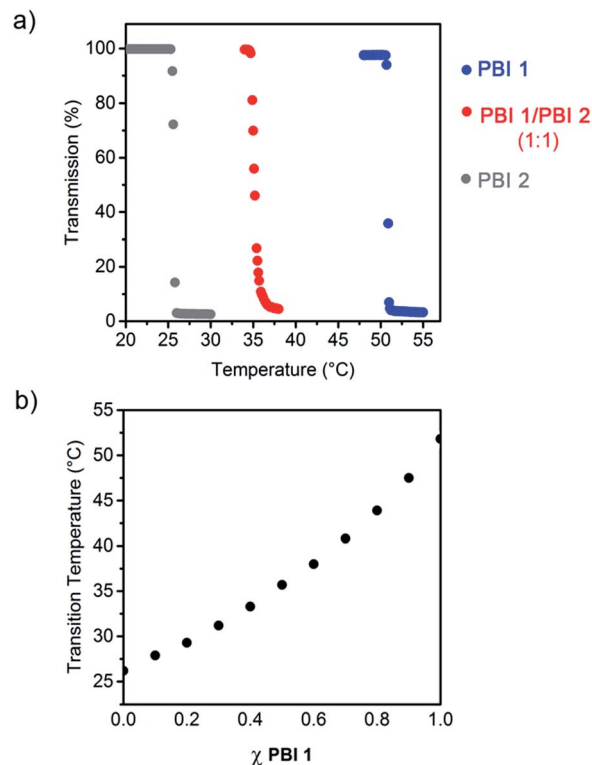 a)
100
80
60
40
20
0
Transmission (%)
20 25 30 35 40 45 50 55
Temperature (°C)
PBI 1
PBI 1/PBI 2
(1:1)
PBI 2
b)
55
50
45
40
35
30
25
Transition Temperature (°C)
0.0 0.2 0.4 0.6 0.8 1.0
χ PBI 1